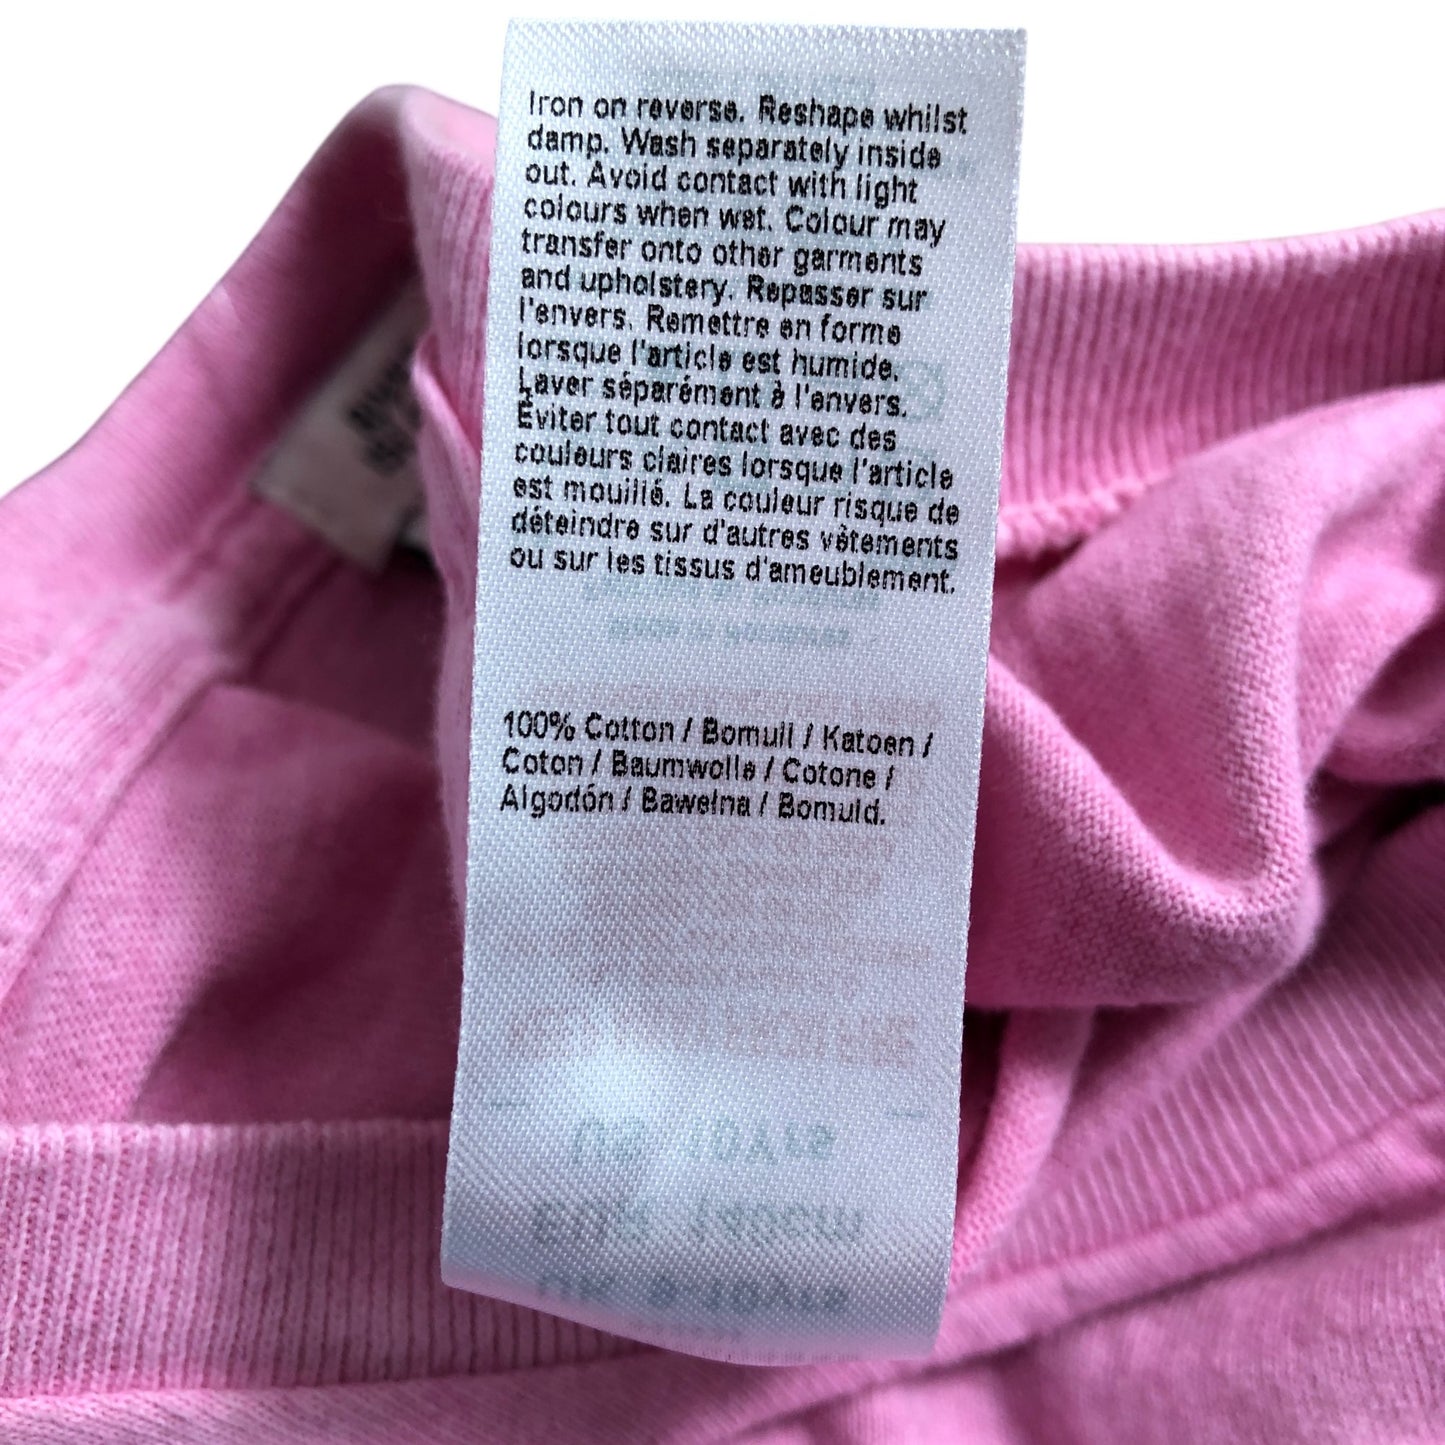 Iron on reverse. Reshape whilst
damp. Wash separately inside
out. Avoid contact with light
colours when wet. Colour may
transfer onto other garments
and upholstery. Repasser sur
l'envers. Remettre en forme
lorsque l'article est humide.
Laver séparément à l'envers.
Éviter tout contact avec des
couleurs claires lorsque l'article
est mouillé. La couleur risque de
déteindre sur d'autres vêtements
ou sur les tissus d'ameublement.
100% Cotton / Bomull / Katoen /
Coton / Baumwolle / Cotone /
Algodón / Bawełna / Bomuld.